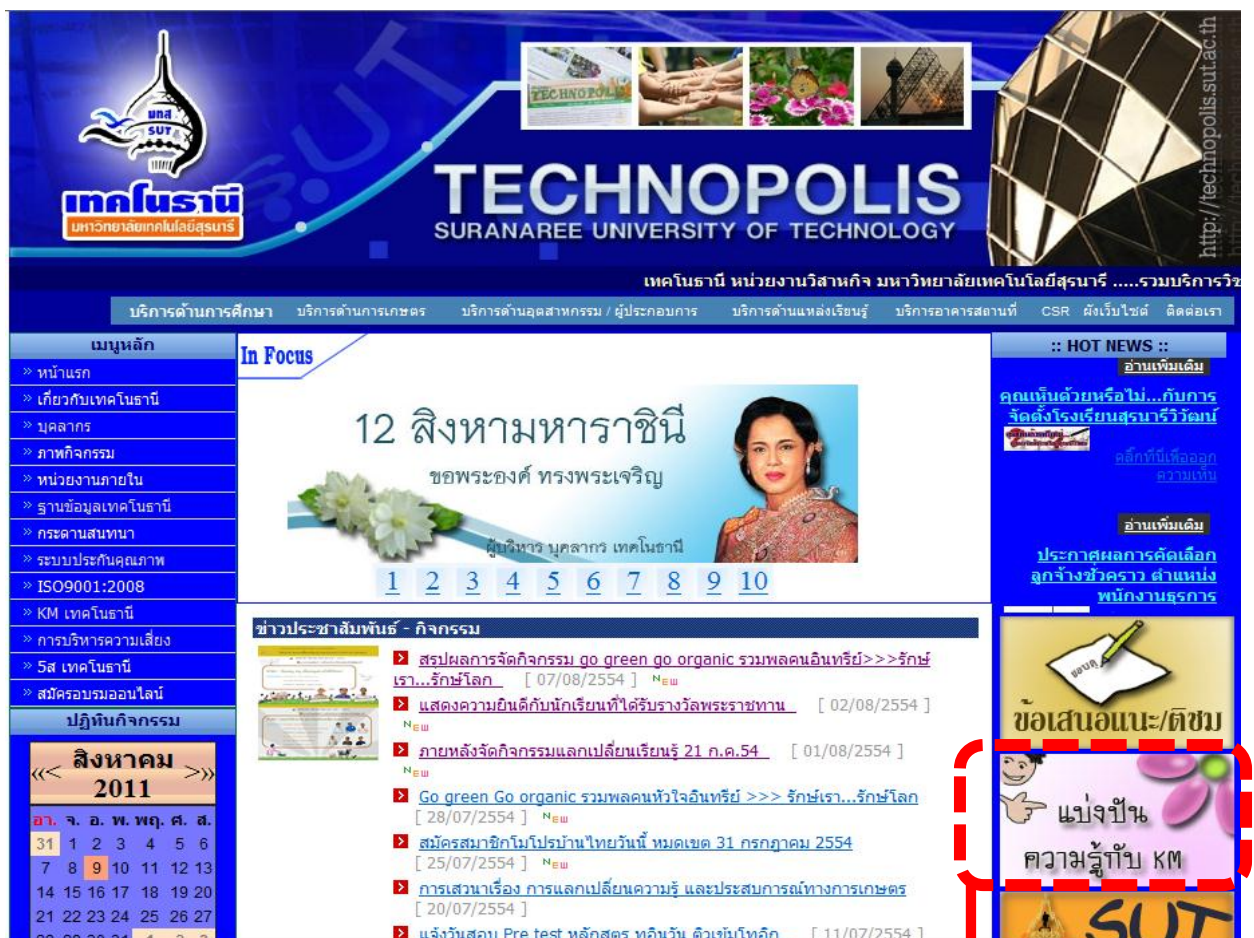 มทส
SUT
เทคโนธานี
มหาวิทยาลัยเทคโนโลยีสุรนารี
TECHNOPOLIS
TECHNOPOLIS
SURANAREE UNIVERSITY OF TECHNOLOGY
http://technopolis.sut.ac.th
เทคโนธานี หน่วยงานวิสาหกิจ มหาวิทยาลัยเทคโนโลยีสุรนารี .....รวมบริการวิช
บริการด้านการศึกษา บริการด้านการเกษตร บริการด้านอุตสาหกรรม / ผู้ประกอบการ บริการด้านแหล่งเรียนรู้ บริการอาคารสถานที่ CSR ผังเว็บไซต์ ติดต่อเรา
เมนูหลัก
» หน้าแรก
» เกี่ยวกับเทคโนธานี
» บุคลากร
» ภาพกิจกรรม
» หน่วยงานภายใน
» ฐานข้อมูลเทคโนธานี
» กระดานสนทนา
» ระบบประกันคุณภาพ
» ISO9001:2008
» KM เทคโนธานี
» การบริหารความเสี่ยง
» 5ส เทคโนธานี
» สมัครอบรมออนไลน์
ปฏิทินกิจกรรม
««< สิงหาคม >»»
2011
อา. จ. อ. พ. พฤ. ศ. ส.
31 1 2 3 4 5 6
7 8 9 10 11 12 13
14 15 16 17 18 19 20
21 22 23 24 25 26 27
In Focus
12 สิงหามหาราชินี
ขอพระองค์ ทรงพระเจริญ
ผู้บริหาร บุคลากร เทคโนธานี
1 2 3 4 5 6 7 8 9 10
ข่าวประชาสัมพันธ์ - กิจกรรม
สรุปผลการจัดกิจกรรม go green go organic รวมพลคนอินทรีย์>>>รักษ์
เรา...รักษ์โลก [ 07/08/2554 ] NEW
แสดงความยินดีกับนักเรียนที่ได้รับรางวัลพระราชทาน [ 02/08/2554 ]
NEW
ภายหลังจัดกิจกรรมแลกเปลี่ยนเรียนรู้ 21 ก.ค.54 [ 01/08/2554 ]
NEW
Go green Go organic รวมพลคนหัวใจอินทรีย์ >>> รักษ์เรา...รักษ์โลก
[ 28/07/2554 ] NEW
สมัครสมาชิกโมโปรบ้านไทยวันนี้ หมดเขต 31 กรกฎาคม 2554
[ 25/07/2554 ] NEW
การเสวนาเรื่อง การแลกเปลี่ยนความรู้ และประสบการณ์ทางการเกษตร
[ 20/07/2554 ]
แจ้งวันสอบ Pre test หลักสูตร ทูอินวัน ติวเข้มโทอิก [ 11/07/2554 ]
:: HOT NEWS ::
อ่านเพิ่มเติม
คุณเห็นด้วยหรือไม่...กับการ
จัดตั้งโรงเรียนสุรนารีวิวัฒน์
คลิ๊กที่นี่เพื่อออก
ความเห็น
อ่านเพิ่มเติม
ประกาศผลการคัดเลือก
ลูกจ้างชั่วคราว ตำแหน่ง
พนักงานธุรการ
ขอบคุณ
ข้อเสนอแนะ/ติชม
แบ่งปัน
ความรู้กับ KM
SUT